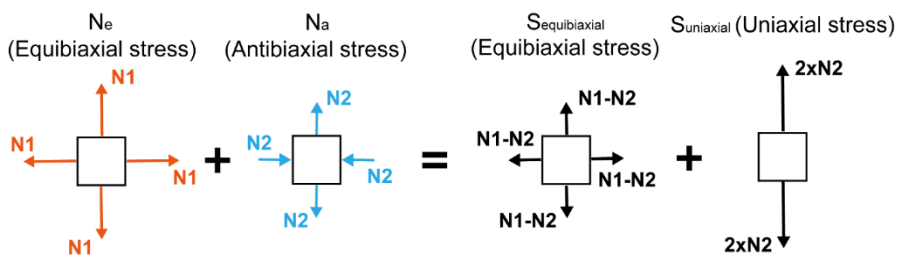 Ne
(Equibiaxial stress)
Na
(Antibiaxial stress)
Sequibiaxial
(Equibiaxial stress)
Suniaxial (Uniaxial stress)
N1
N1
N1
N1
+
N2
N2
N2
N2
=
N1-N2
N1-N2
N1-N2
N1-N2
+
2xN2
2xN2